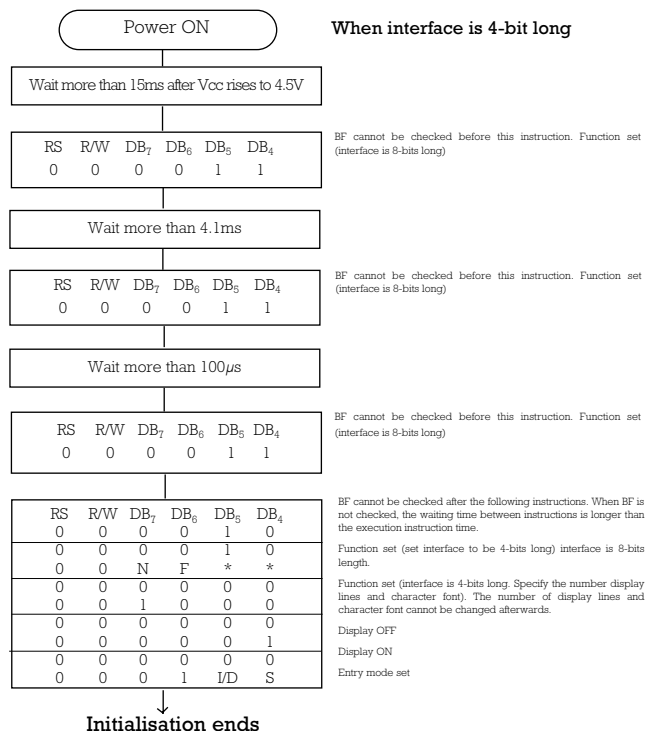 Power ON
When interface is 4-bit long
Wait more than 15ms after Vcc rises to 4.5V
RS R/W DB7 DB6 DB5 DB4
0 0 0 0 1 1
BF cannot be checked before this instruction. Function set
(interface is 8-bits long)
Wait more than 4.1ms
RS R/W DB7 DB6 DB5 DB4
0 0 0 0 1 1
BF cannot be checked before this instruction. Function set
(interface is 8-bits long)
Wait more than 100µs
RS R/W DB7 DB6 DB5 DB4
0 0 0 0 1 1
BF cannot be checked before this instruction. Function set
(interface is 8-bits long)
RS R/W DB7 DB6 DB5 DB4
0 0 0 0 1 0
0 0 0 0 1 0
0 0 N F * *
0 0 0 0 0 0
0 0 1 0 0 0
0 0 0 0 0 0
0 0 0 0 0 1
0 0 0 0 0 0
0 0 0 1 I/D S
BF cannot be checked after the following instructions. When BF is
not checked, the waiting time between instructions is longer than
the execution instruction time.
Function set (set interface to be 4-bits long) interface is 8-bits
length.
Function set (interface is 4-bits long. Specify the number display
lines and character font). The number of display lines and
character font cannot be changed afterwards.
Display OFF
Display ON
Entry mode set
Initialisation ends